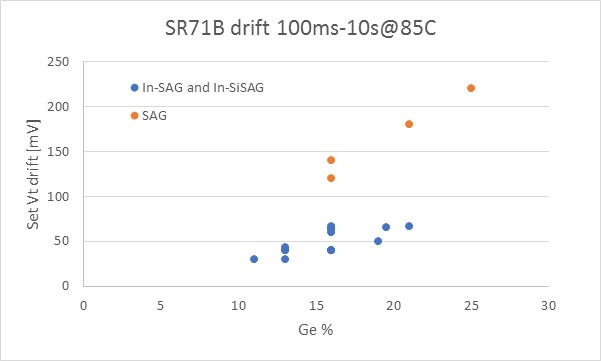 SR71B drift 100ms-10s@85C
250
200
150
100
50
0
Set Vt drift [mV]
In-SAG and In-SiSAG
SAG
0 5 10 15 20 25 30
Ge %